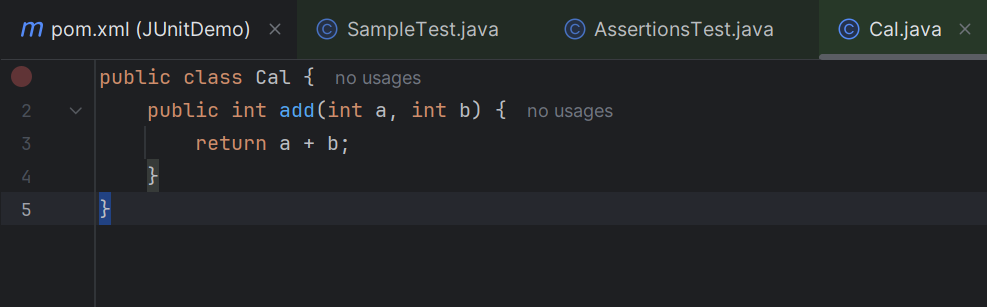 m pom.xml (JUnitDemo) × © SampleTest.java © AssertionsTest.java © Cal.java ×
public class Cal { no usages
2 public int add(int a, int b) { no usages
3 return a + b;
4 }
5 }